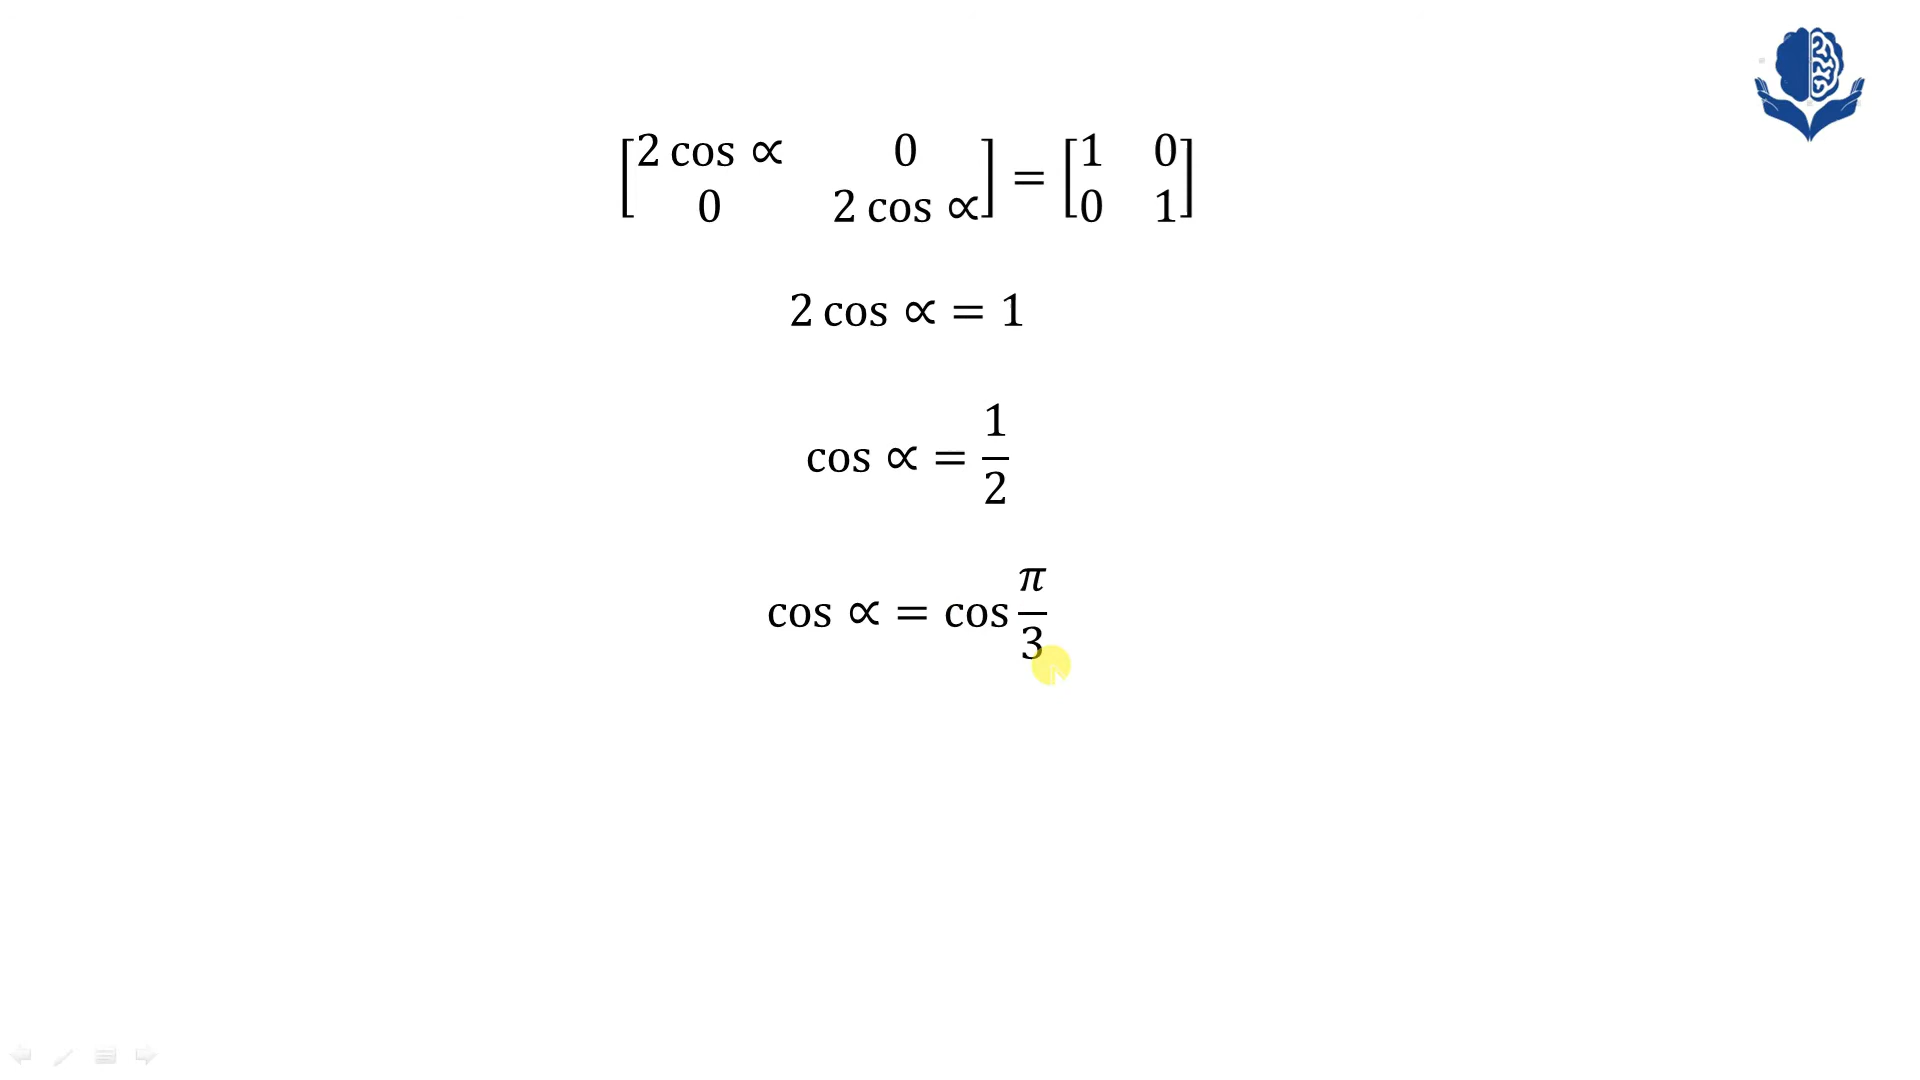 [2 cos ∝ 0
0 2 cos ∝] = [1 0
0 1]
2 cos ∝ = 1
cos ∝ = 1/2
cos ∝ = cos π/3